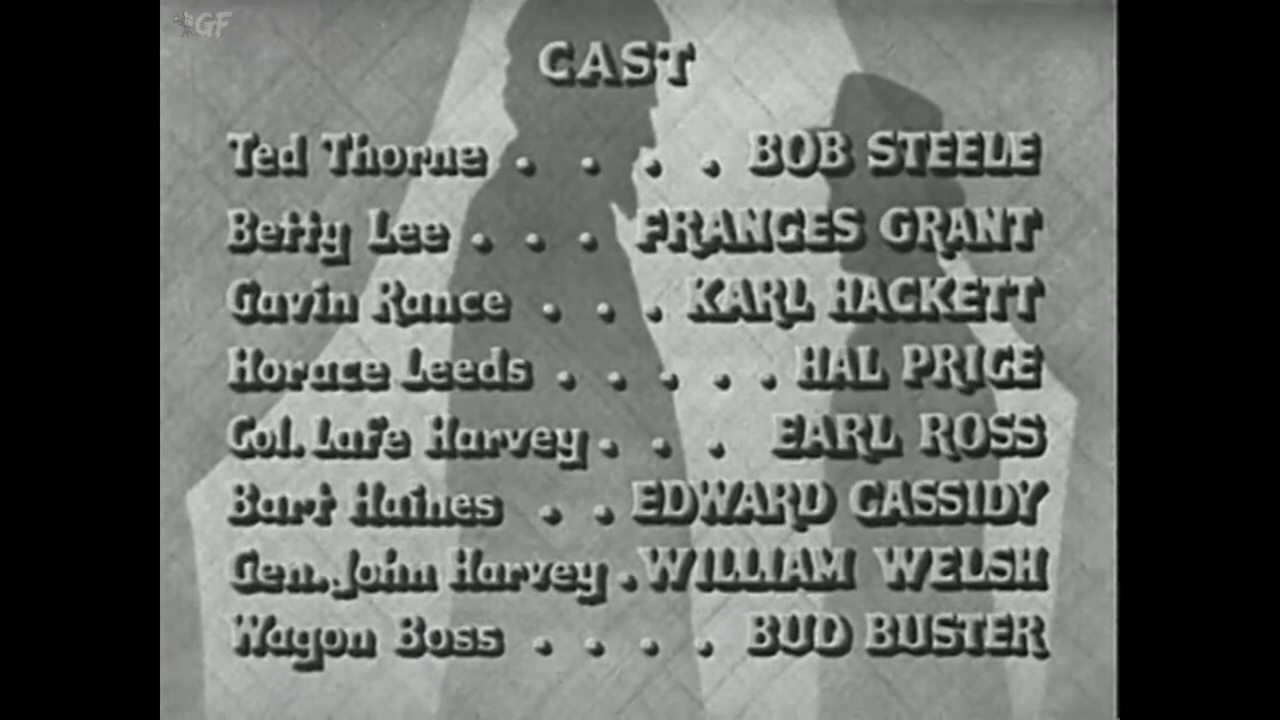 GF
CAST
Ted Thorne . . . . BOB STEELE
Betty Lee . . . FRANCES GRANT
Gavin Rance . . . KARL HACKETT
Horace Leeds . . . . . HAL PRICE
Col. Lafe Harvey . . . EARL ROSS
Bart Haines . . EDWARD CASSIDY
Gen. John Harvey . WILLIAM WELSH
Wagon Boss . . . . BUD BUSTER